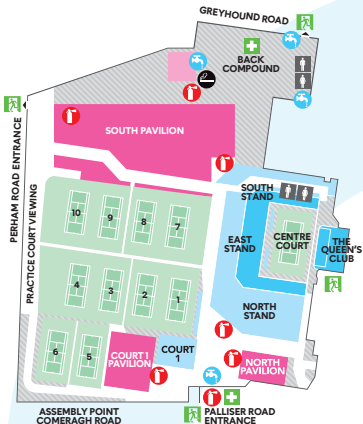 GREYHOUND ROAD
BACK
COMPOUND
SOUTH PAVILION
PERHAM ROAD ENTRANCE
PRACTICE COURT VIEWING
SOUTH
STAND
10
9
8
7
EAST
STAND
CENTRE
COURT
THE
QUEEN'S
CLUB
4
3
2
1
NORTH
STAND
6
5
COURT 1
PAVILION
COURT
1
NORTH
PAVILION
ASSEMBLY POINT
COMERAGH ROAD
PALLISER ROAD
ENTRANCE